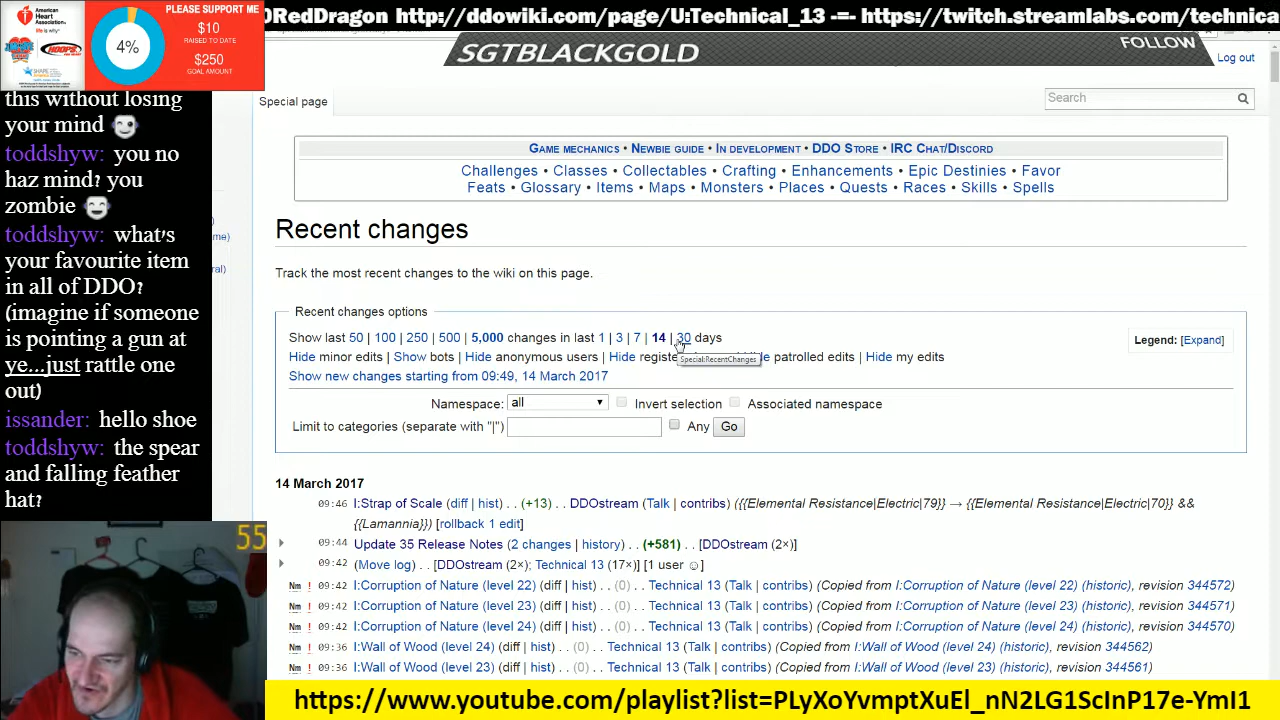 American Heart Association
life is why
HOOPS
SHAPE
PLEASE SUPPORT ME
$10
RAISED TO DATE
$250
GOAL AMOUNT
4%
0RedDragon http://ddowiki.com/page/U:Technical_13 -=- https://twitch.streamlabs.com/technica
SGTBLACKGOLD
FOLLOW
Log out
Special page
Search
this without losing
your mind
toddshyw: you no
haz mind? you
zombie
toddshyw: what's
your favourite item
in all of DDO?
(imagine if someone
is pointing a gun at
ye...just rattle one
out)
issander: hello shoe
toddshyw: the spear
and falling feather
hat?
me)
ral)
55
GAME MECHANICS • NEWBIE GUIDE • IN DEVELOPMENT • DDO STORE • IRC CHAT/DISCORD
Challenges • Classes • Collectables • Crafting • Enhancements • Epic Destinies • Favor
Feats • Glossary • Items • Maps • Monsters • Places • Quests • Races • Skills • Spells
Recent changes
Track the most recent changes to the wiki on this page.
Recent changes options
Show last 50 | 100 | 250 | 500 | 5,000 changes in last 1 | 3 | 7 | 14 | 30 days
Legend: [Expand]
Hide minor edits | Show bots | Hide anonymous users | Hide registe de patrolled edits | Hide my edits
Special:RecentChanges
Show new changes starting from 09:49, 14 March 2017
Namespace: all Invert selection Associated namespace
Limit to categories (separate with "|") Any Go
14 March 2017
09:46 I:Strap of Scale (diff | hist) . . (+13) . . DDOstream (Talk | contribs) ({{Elemental Resistance|Electric|79}} → {{Elemental Resistance|Electric|70}} &&
{{Lamannia}}) [rollback 1 edit]
09:44 Update 35 Release Notes (2 changes | history) . . (+581) . . [DDOstream (2×)]
09:42 (Move log) . . [DDOstream (2×); Technical 13 (17×)] [1 user ☺]
Nm ! 09:42 I:Corruption of Nature (level 22) (diff | hist) . . (0) . . Technical 13 (Talk | contribs) (Copied from I:Corruption of Nature (level 22) (historic), revision 344572)
Nm ! 09:42 I:Corruption of Nature (level 23) (diff | hist) . . (0) . . Technical 13 (Talk | contribs) (Copied from I:Corruption of Nature (level 23) (historic), revision 344571)
Nm ! 09:42 I:Corruption of Nature (level 24) (diff | hist) . . (0) . . Technical 13 (Talk | contribs) (Copied from I:Corruption of Nature (level 24) (historic), revision 344570)
Nm ! 09:36 I:Wall of Wood (level 24) (diff | hist) . . (0) . . Technical 13 (Talk | contribs) (Copied from I:Wall of Wood (level 24) (historic), revision 344562)
Nm ! 09:36 I:Wall of Wood (level 23) (diff | hist) . . (0) . . Technical 13 (Talk | contribs) (Copied from I:Wall of Wood (level 23) (historic), revision 344561)
https://www.youtube.com/playlist?list=PLyXoYvmptXuEl_nN2LG1ScInP17e-YmI1